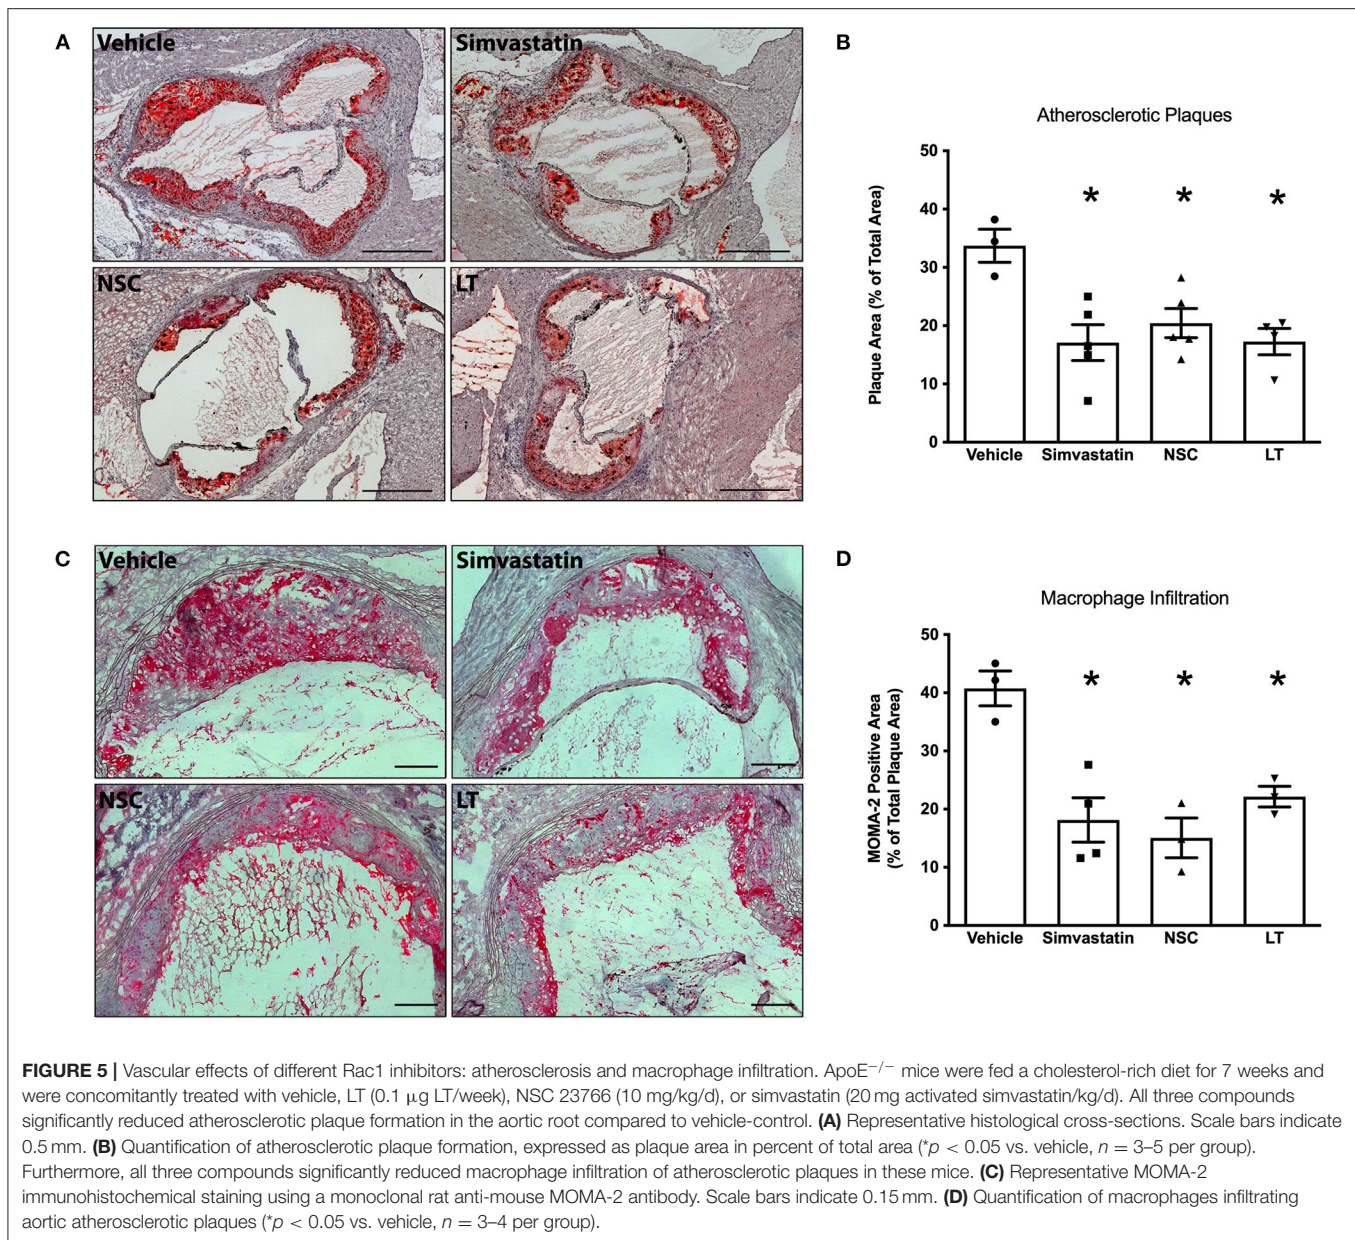 A
Vehicle
Simvastatin
NSC
LT
B
Atherosclerotic Plaques
Plaque Area (% of Total Area)
50
40
30
20
10
0
* * *
Vehicle Simvastatin NSC LT
C
Vehicle
Simvastatin
NSC
LT
D
Macrophage Infiltration
MOMA-2 Positive Area
(% of Total Plaque Area)
50
40
30
20
10
0
* * *
Vehicle Simvastatin NSC LT
FIGURE 5 | Vascular effects of different Rac1 inhibitors: atherosclerosis and macrophage infiltration. ApoE−/− mice were fed a cholesterol-rich diet for 7 weeks and
were concomitantly treated with vehicle, LT (0.1 μg LT/week), NSC 23766 (10 mg/kg/d), or simvastatin (20 mg activated simvastatin/kg/d). All three compounds
significantly reduced atherosclerotic plaque formation in the aortic root compared to vehicle-control. (A) Representative histological cross-sections. Scale bars indicate
0.5 mm. (B) Quantification of atherosclerotic plaque formation, expressed as plaque area in percent of total area (*p < 0.05 vs. vehicle, n = 3–5 per group).
Furthermore, all three compounds significantly reduced macrophage infiltration of atherosclerotic plaques in these mice. (C) Representative MOMA-2
immunohistochemical staining using a monoclonal rat anti-mouse MOMA-2 antibody. Scale bars indicate 0.15 mm. (D) Quantification of macrophages infiltrating
aortic atherosclerotic plaques (*p < 0.05 vs. vehicle, n = 3–4 per group).